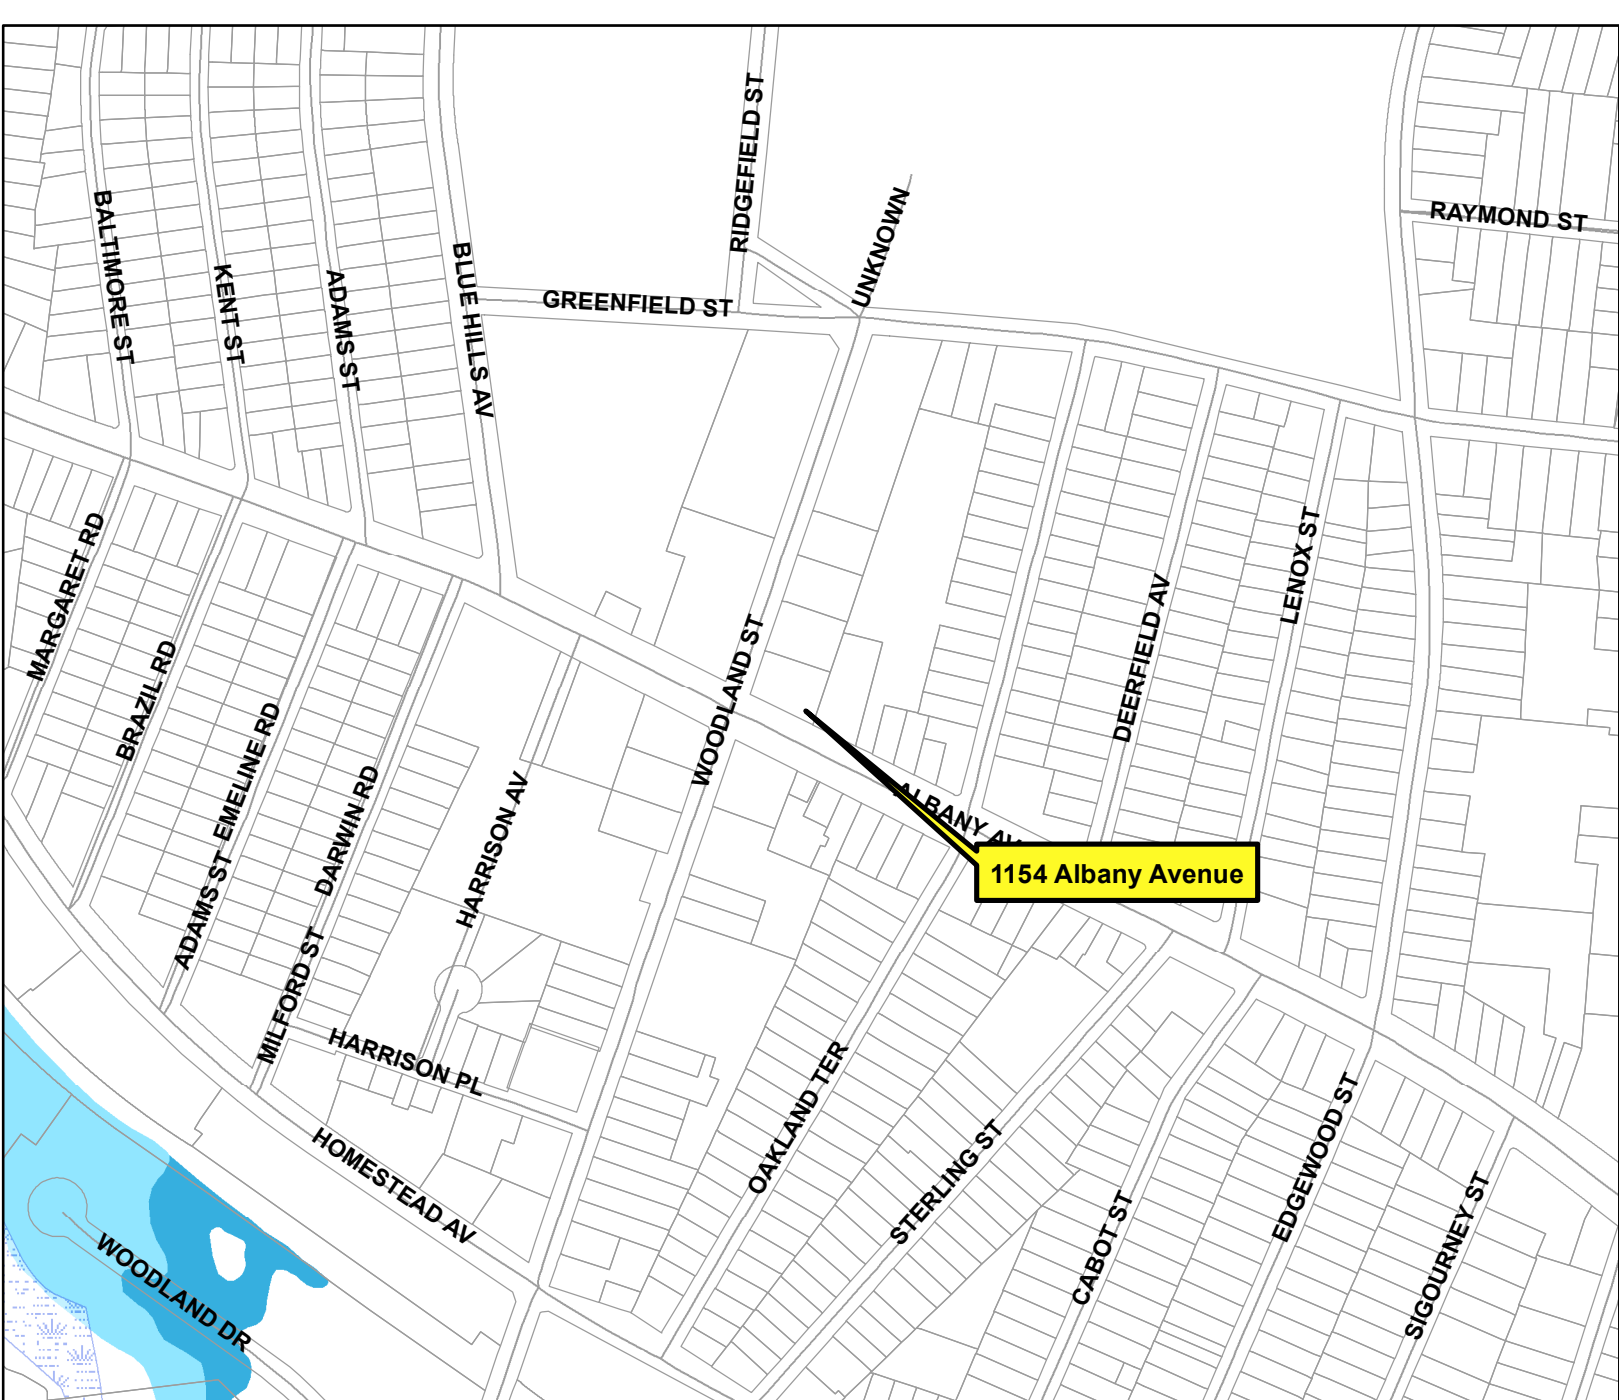 RIDGEFIELD ST
UNKNOWN
RAYMOND ST
BALTIMORE ST
KENT ST
ADAMS ST
BLUE HILLS AV
GREENFIELD ST
MARGARET RD
BRAZIL RD
LENOX ST
DEERFIELD AV
WOODLAND ST
EMELINE RD
ADAMS ST
DARWIN RD
HARRISON AV
ALBANY AV
1154 Albany Avenue
MILFORD ST
HARRISON PL
HOMESTEAD AV
OAKLAND TER
STERLING ST
CABOT ST
EDGEWOOD ST
SIGOURNEY ST
WOODLAND DR